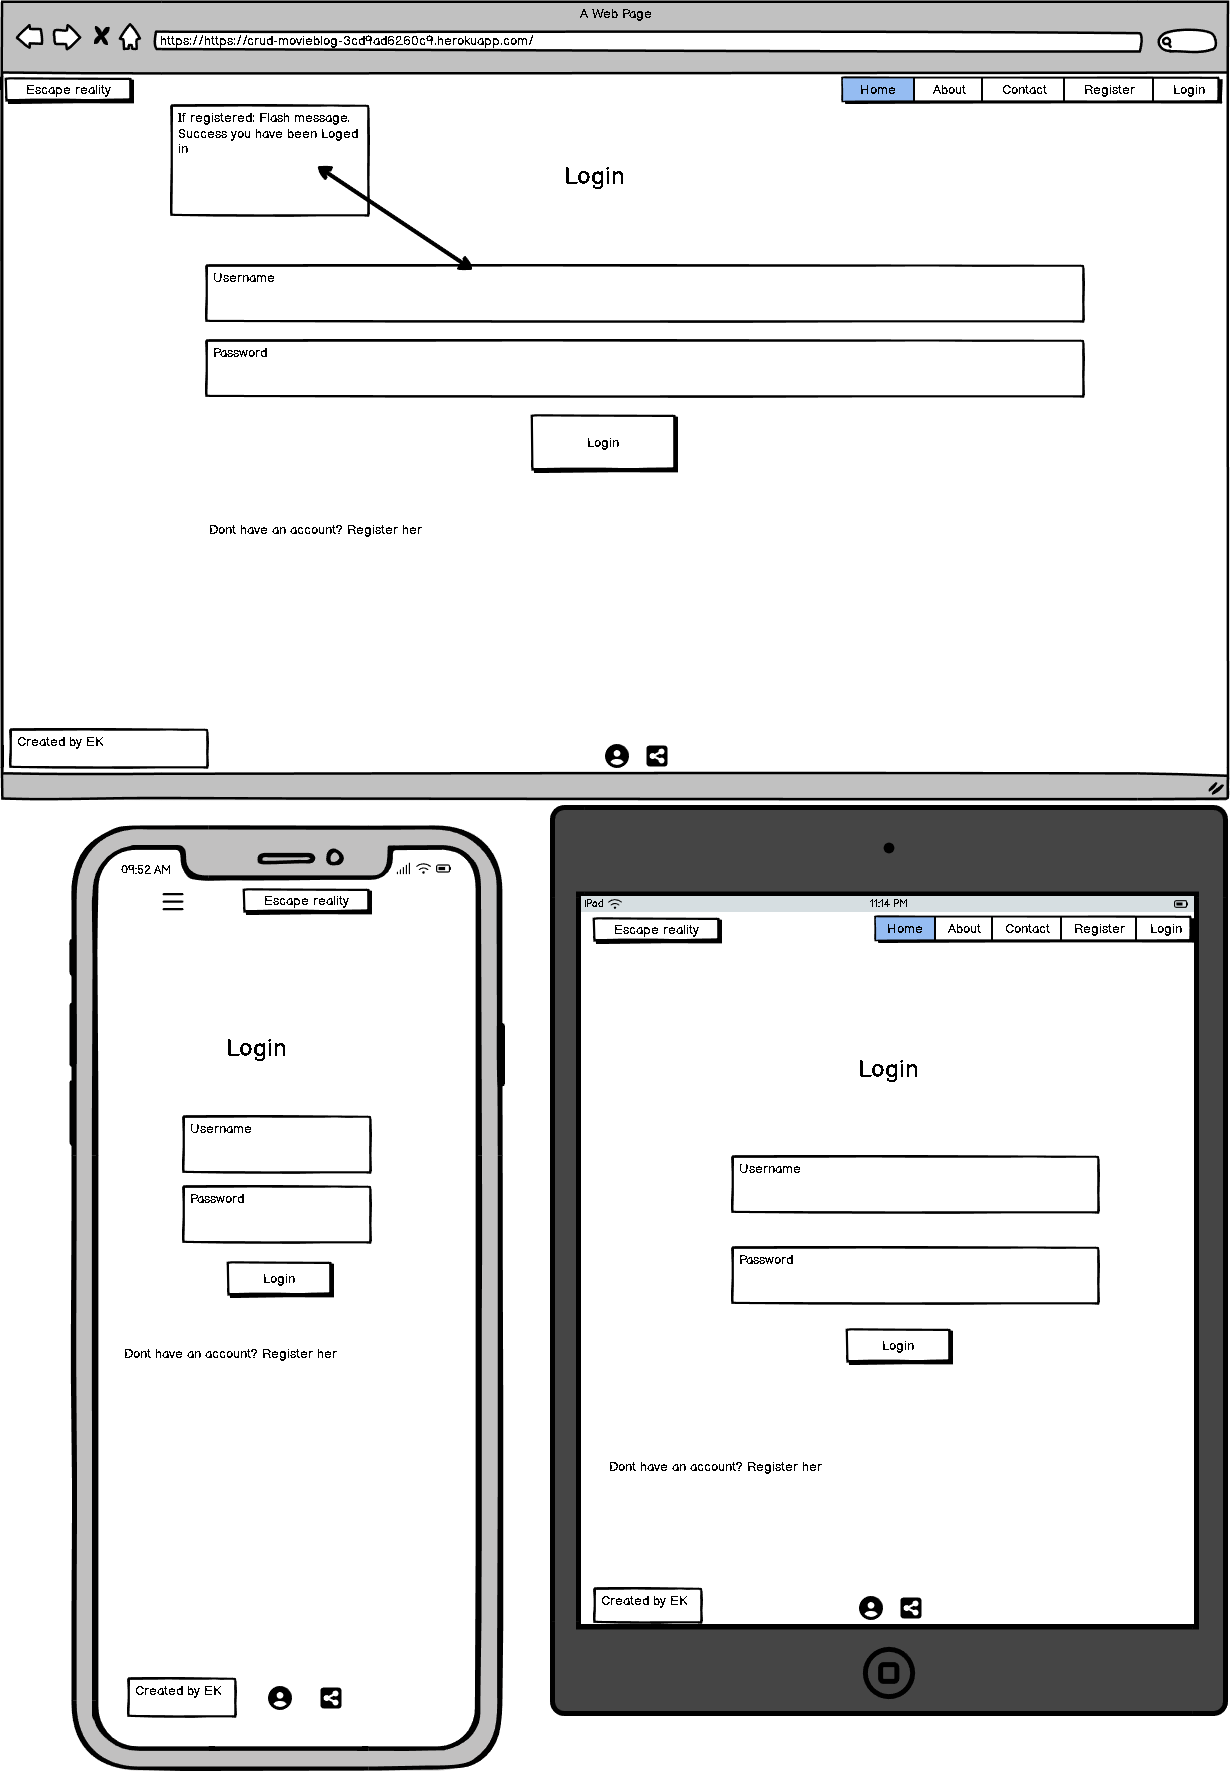 A Web Page
https://https://crud-movieblog-3cd9ad6260c9.herokuapp.com/
Escape reality
Home About Contact Register Login
If registered: Flash message.
Success you have been Loged
in
Login
Username
Password
Login
Dont have an account? Register her
Created by EK
09:52 AM
Escape reality
Login
Username
Password
Login
Dont have an account? Register her
Created by EK
iPad 11:14 PM
Escape reality
Home About Contact Register Login
Login
Username
Password
Login
Dont have an account? Register her
Created by EK